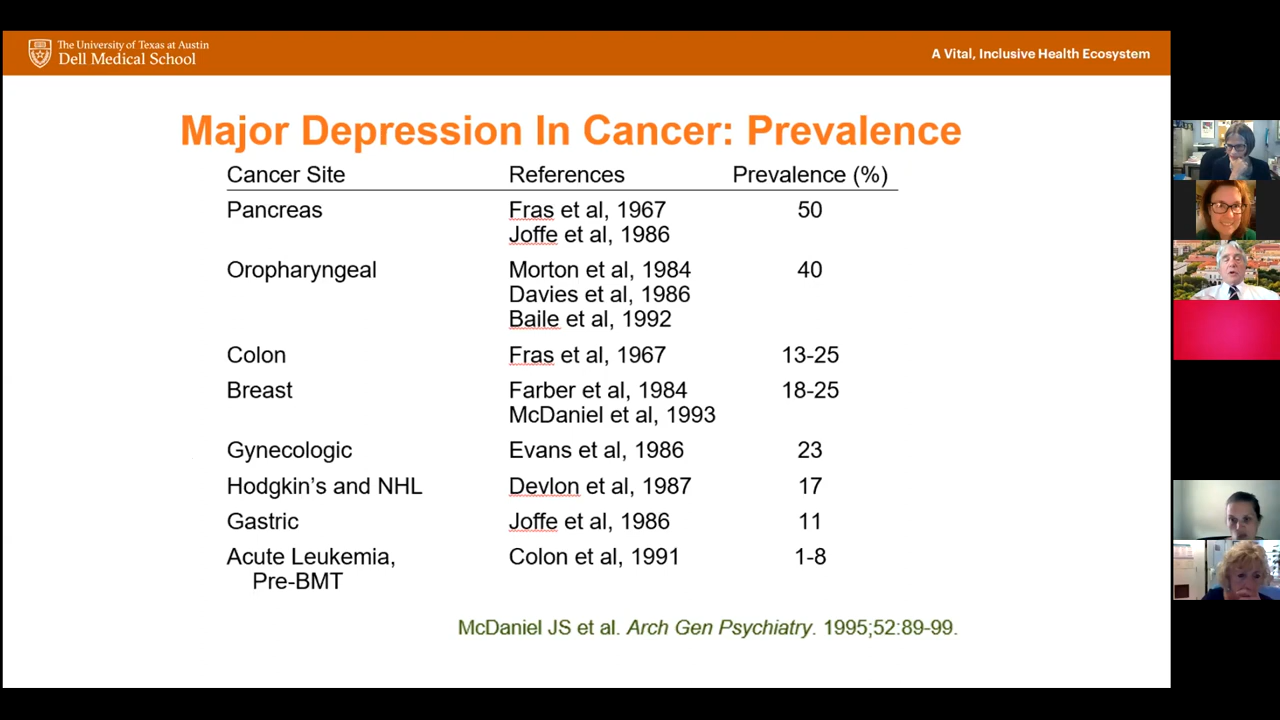 The University of Texas at Austin
Dell Medical School
A Vital, Inclusive Health Ecosystem
Major Depression In Cancer: Prevalence
Cancer Site References Prevalence (%)
Pancreas Fras et al, 1967 50
Joffe et al, 1986
Oropharyngeal Morton et al, 1984 40
Davies et al, 1986
Baile et al, 1992
Colon Fras et al, 1967 13-25
Breast Farber et al, 1984 18-25
McDaniel et al, 1993
Gynecologic Evans et al, 1986 23
Hodgkin's and NHL Devlon et al, 1987 17
Gastric Joffe et al, 1986 11
Acute Leukemia, Colon et al, 1991 1-8
Pre-BMT
McDaniel JS et al. Arch Gen Psychiatry. 1995;52:89-99.